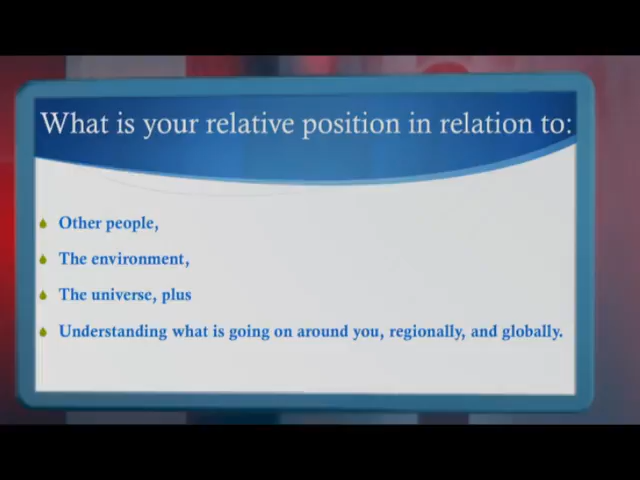 What is your relative position in relation to:
Other people,
The environment,
The universe, plus
Understanding what is going on around you, regionally, and globally.